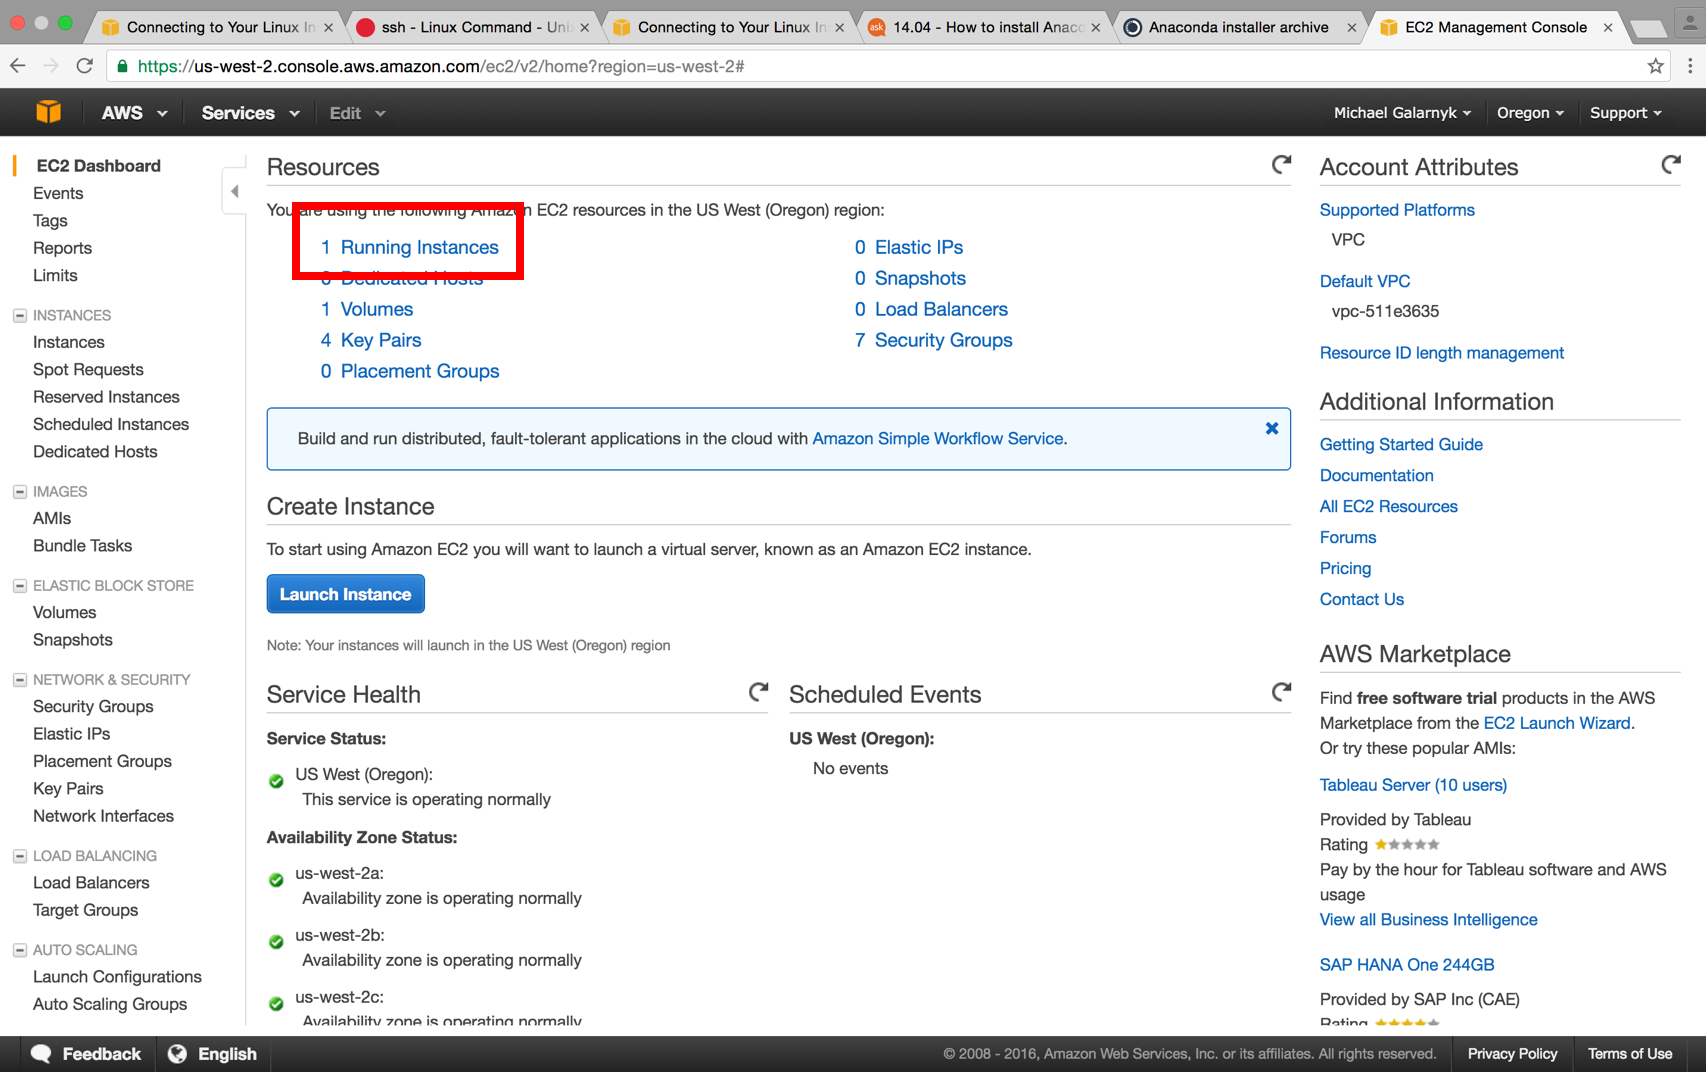 Connecting to Your Linux In
ssh - Linux Command - Unix
Connecting to Your Linux In
14.04 - How to install Anaco
Anaconda installer archive
EC2 Management Console
https://us-west-2.console.aws.amazon.com/ec2/v2/home?region=us-west-2#
AWS
Services
Edit
Michael Galarnyk
Oregon
Support
EC2 Dashboard
Events
Tags
Reports
Limits
INSTANCES
Instances
Spot Requests
Reserved Instances
Scheduled Instances
Dedicated Hosts
IMAGES
AMIs
Bundle Tasks
ELASTIC BLOCK STORE
Volumes
Snapshots
NETWORK & SECURITY
Security Groups
Elastic IPs
Placement Groups
Key Pairs
Network Interfaces
LOAD BALANCING
Load Balancers
Target Groups
AUTO SCALING
Launch Configurations
Auto Scaling Groups
Resources
You are using the following Amazon EC2 resources in the US West (Oregon) region:
1 Running Instances
0 Dedicated Hosts
1 Volumes
4 Key Pairs
0 Placement Groups
0 Elastic IPs
0 Snapshots
0 Load Balancers
7 Security Groups
Build and run distributed, fault-tolerant applications in the cloud with Amazon Simple Workflow Service.
Create Instance
To start using Amazon EC2 you will want to launch a virtual server, known as an Amazon EC2 instance.
Launch Instance
Note: Your instances will launch in the US West (Oregon) region
Service Health
Service Status:
US West (Oregon):
This service is operating normally
Availability Zone Status:
us-west-2a:
Availability zone is operating normally
us-west-2b:
Availability zone is operating normally
us-west-2c:
Availability zone is operating normally
Scheduled Events
US West (Oregon):
No events
Account Attributes
Supported Platforms
VPC
Default VPC
vpc-511e3635
Resource ID length management
Additional Information
Getting Started Guide
Documentation
All EC2 Resources
Forums
Pricing
Contact Us
AWS Marketplace
Find free software trial products in the AWS
Marketplace from the EC2 Launch Wizard.
Or try these popular AMIs:
Tableau Server (10 users)
Provided by Tableau
Rating
Pay by the hour for Tableau software and AWS
usage
View all Business Intelligence
SAP HANA One 244GB
Provided by SAP Inc (CAE)
Rating
Feedback
English
© 2008 - 2016, Amazon Web Services, Inc. or its affiliates. All rights reserved.
Privacy Policy
Terms of Use